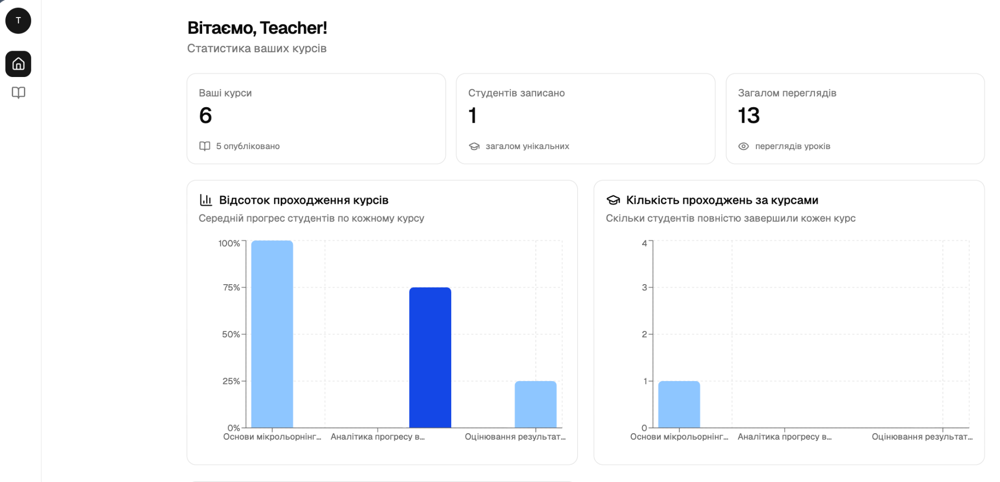 T
Вітаємо, Teacher!
Статистика ваших курсів
Ваші курси
6
5 опубліковано
Студентів записано
1
загалом унікальних
Загалом переглядів
13
переглядів уроків
Відсоток проходження курсів
Середній прогрес студентів по кожному курсу
100%
75%
50%
25%
0%
Основи мікрольорнінг... Аналітика прогресу в... Оцінювання результат...
Кількість проходжень за курсами
Скільки студентів повністю завершили кожен курс
4
3
2
1
0
Основи мікрольорнінг... Аналітика прогресу в... Оцінювання результат...